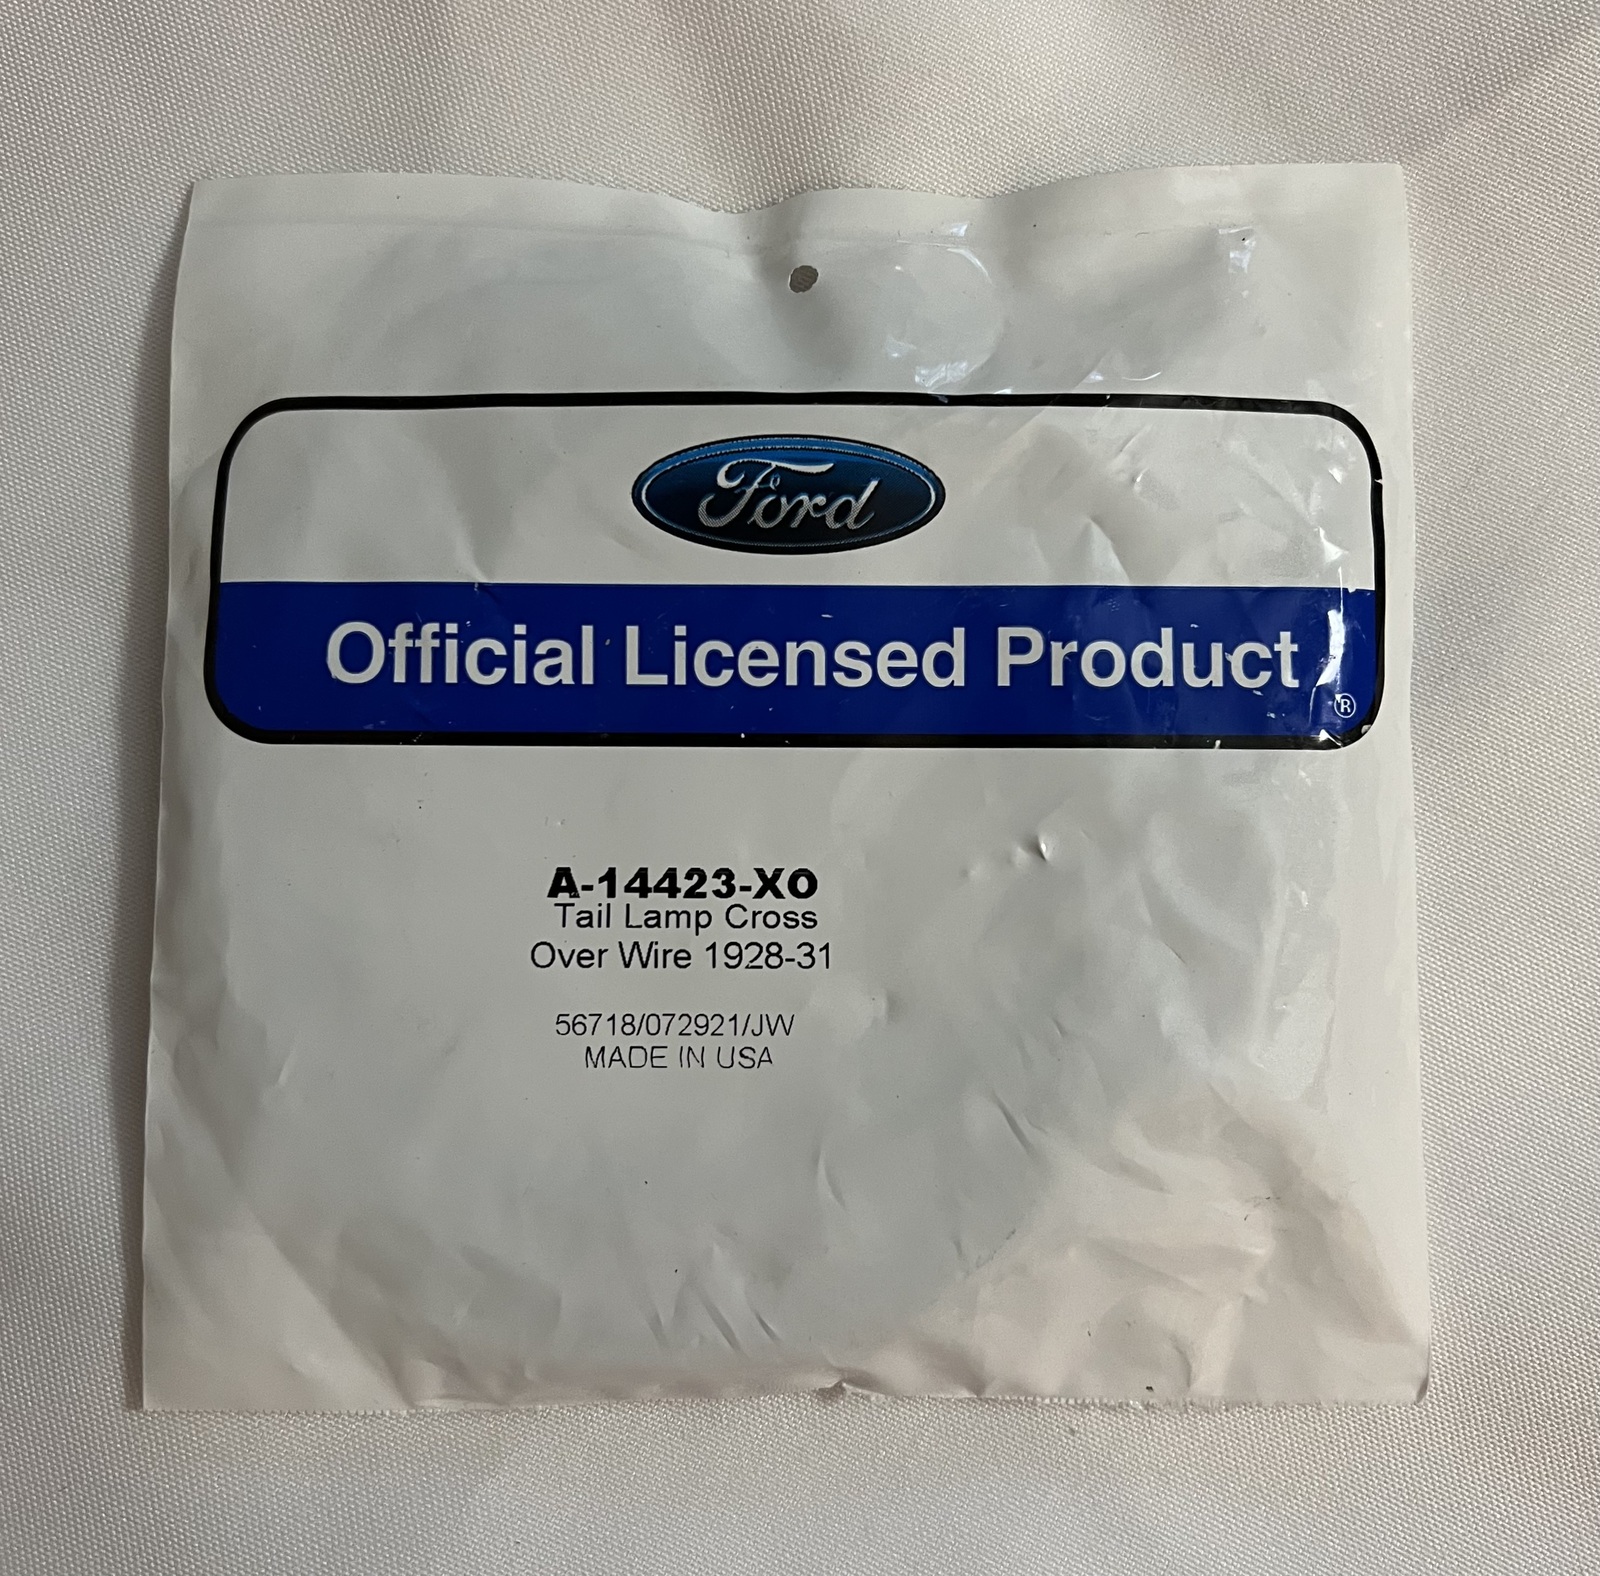 Ford
Official Licensed Product
®
A-14423-XO
Tail Lamp Cross
Over Wire 1928-31
56718/072921/JW
MADE IN USA